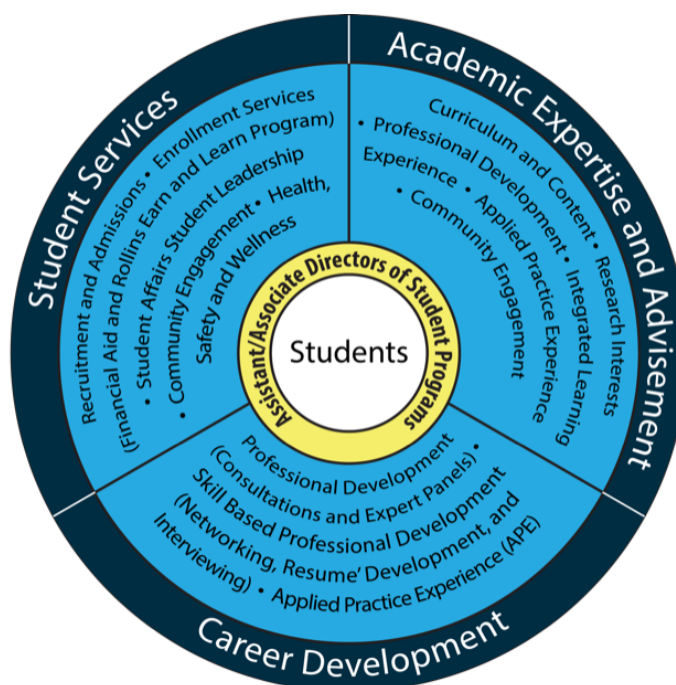 Student Services
Recruitment and Admissions • Enrollment Services
(Financial Aid and Rollins Earn and Learn Program)
• Student Affairs Student Leadership
• Community Engagement • Health,
Safety and Wellness
Academic Expertise and Advisement
Curriculum and Content • Research Interests
• Professional Development • Integrated Learning
Experience • Applied Practice Experience
• Community Engagement
Assistant/Associate Directors of Student Programs
Students
Professional Development
(Consultations and Expert Panels) •
Skill Based Professional Development
(Networking, Resume’ Development, and
Interviewing) • Applied Practice Experience (APE)
Career Development